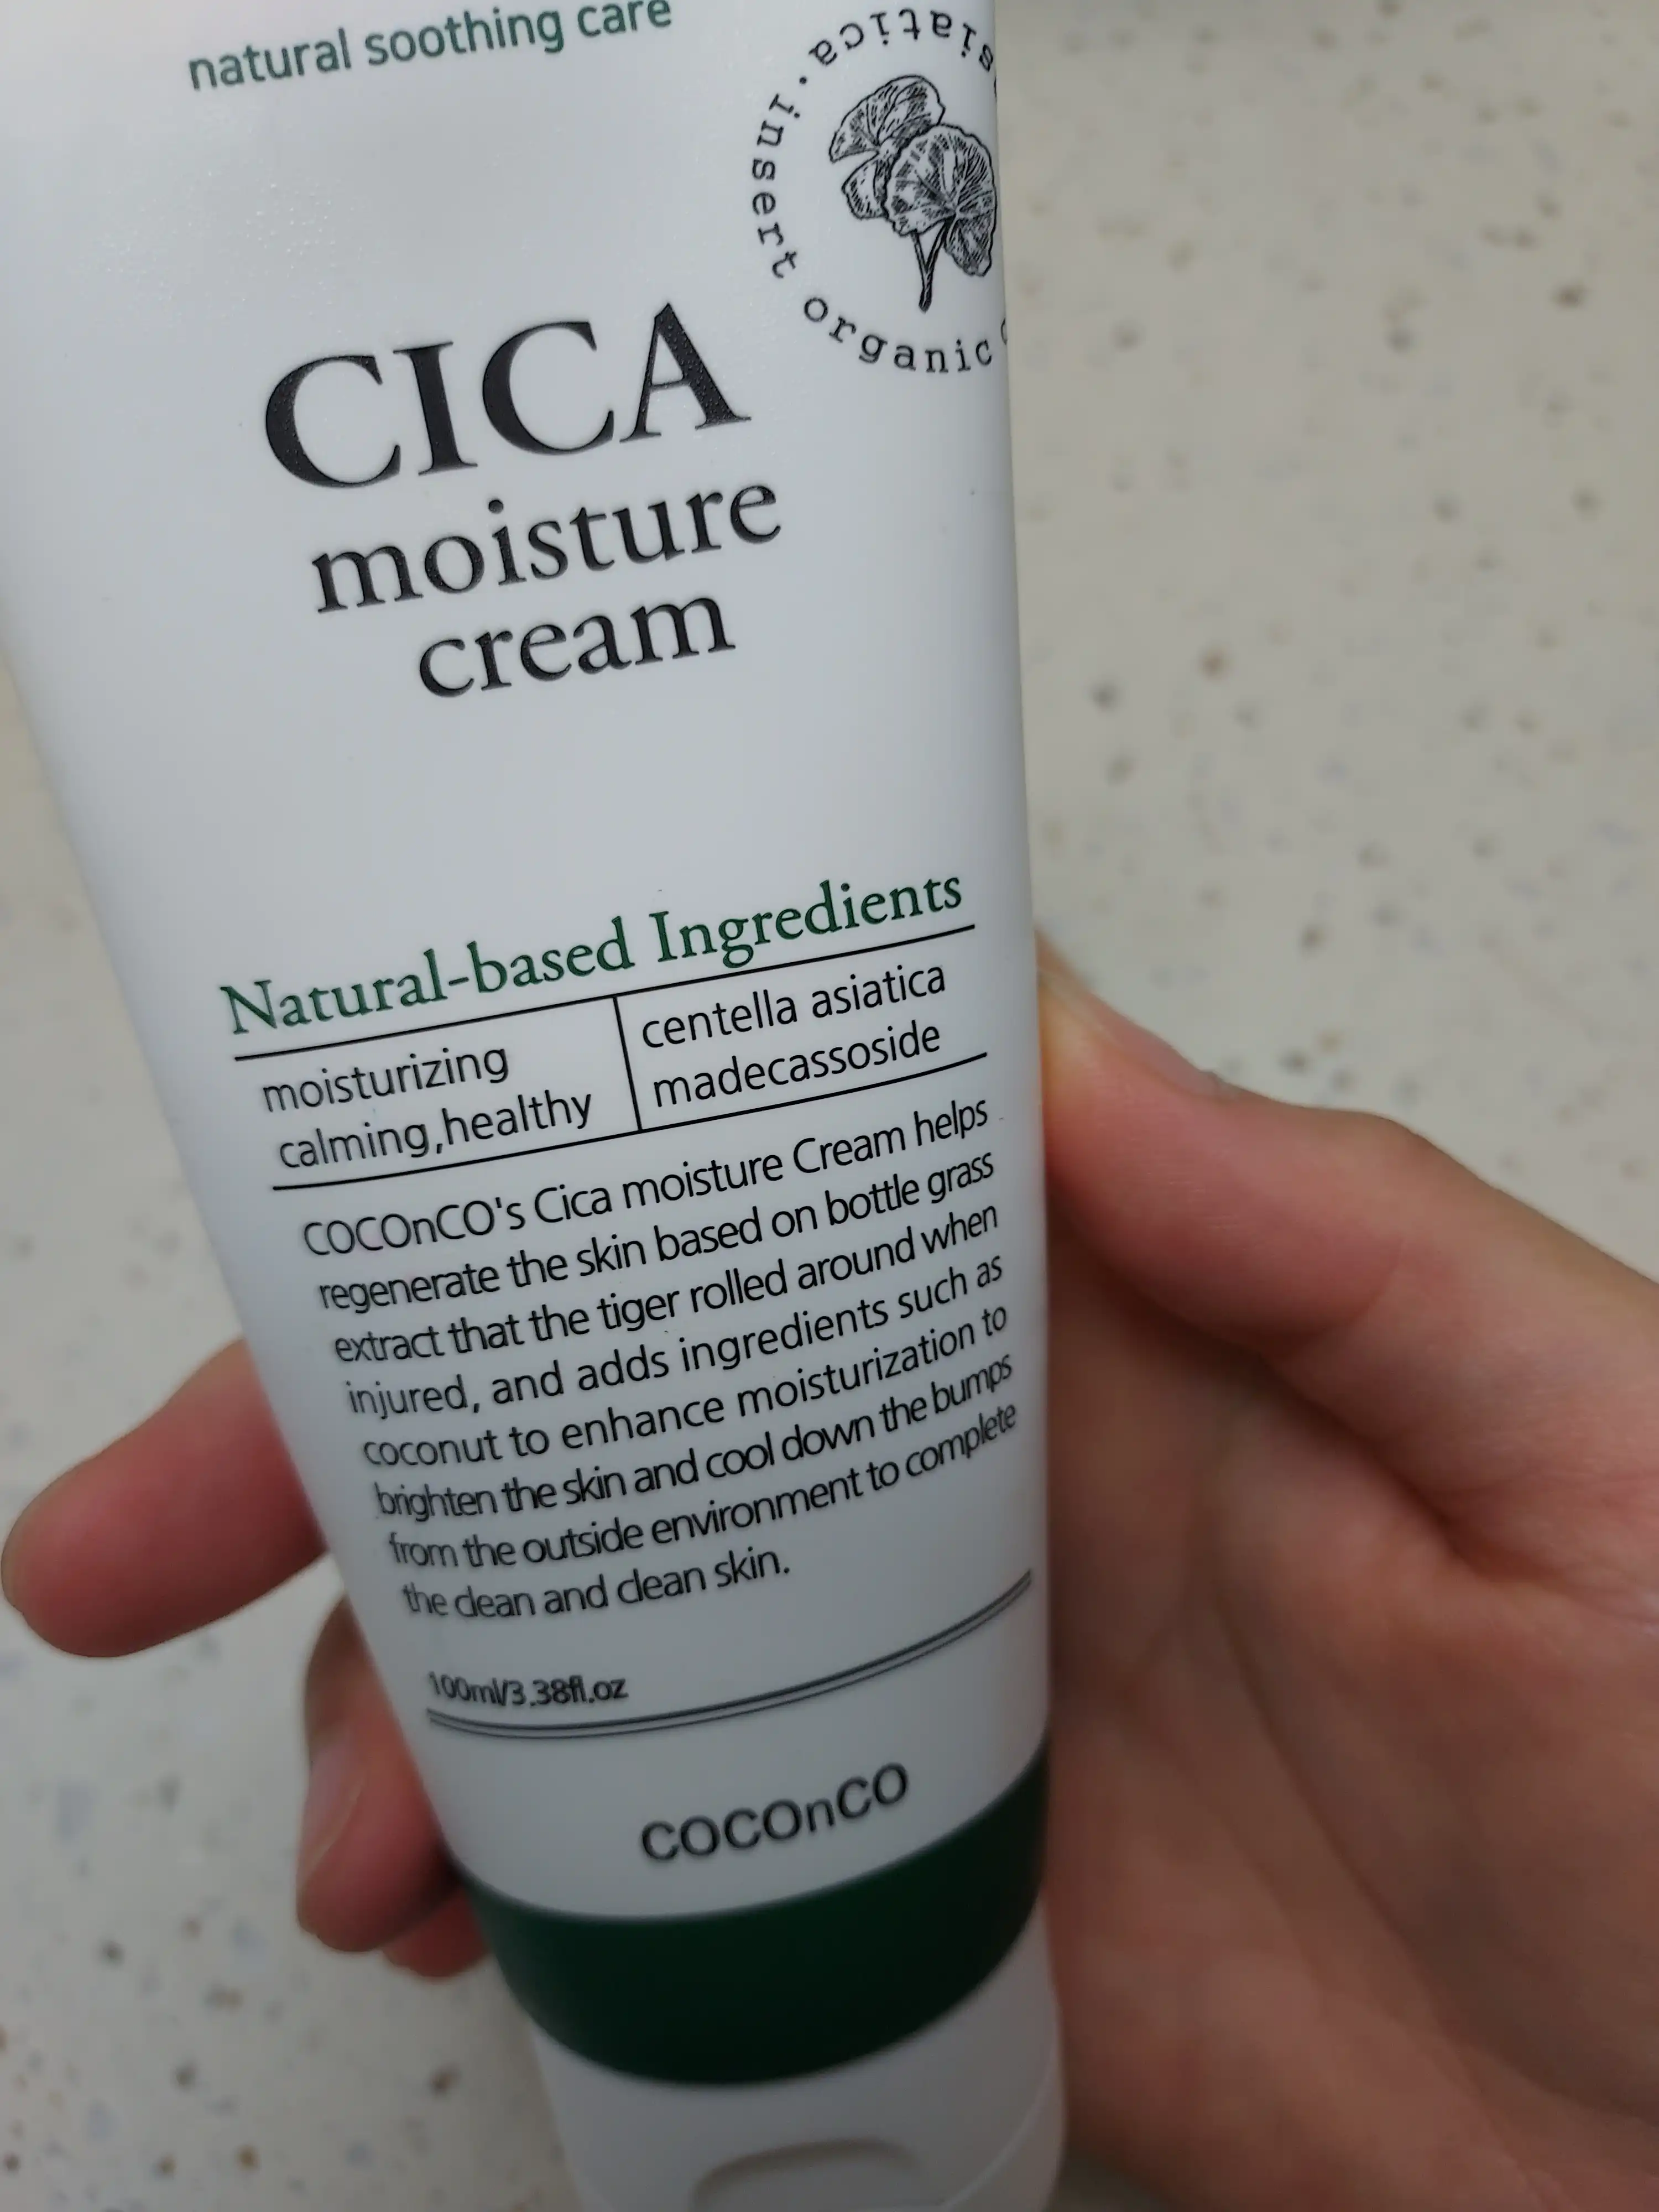 natural soothing care
asiatica · insert organic
CICA
moisture
cream
Natural-based Ingredients
moisturizing
calming,healthy
centella asiatica
madecassoside
COCOnCO's Cica moisture Cream helps
regenerate the skin based on bottle grass
extract that the tiger rolled around when
injured, and adds ingredients such as
coconut to enhance moisturization to
brighten the skin and cool down the bumps
from the outside environment to complete
the clean and clean skin.
100ml/3.38fl.oz
COCOnCO